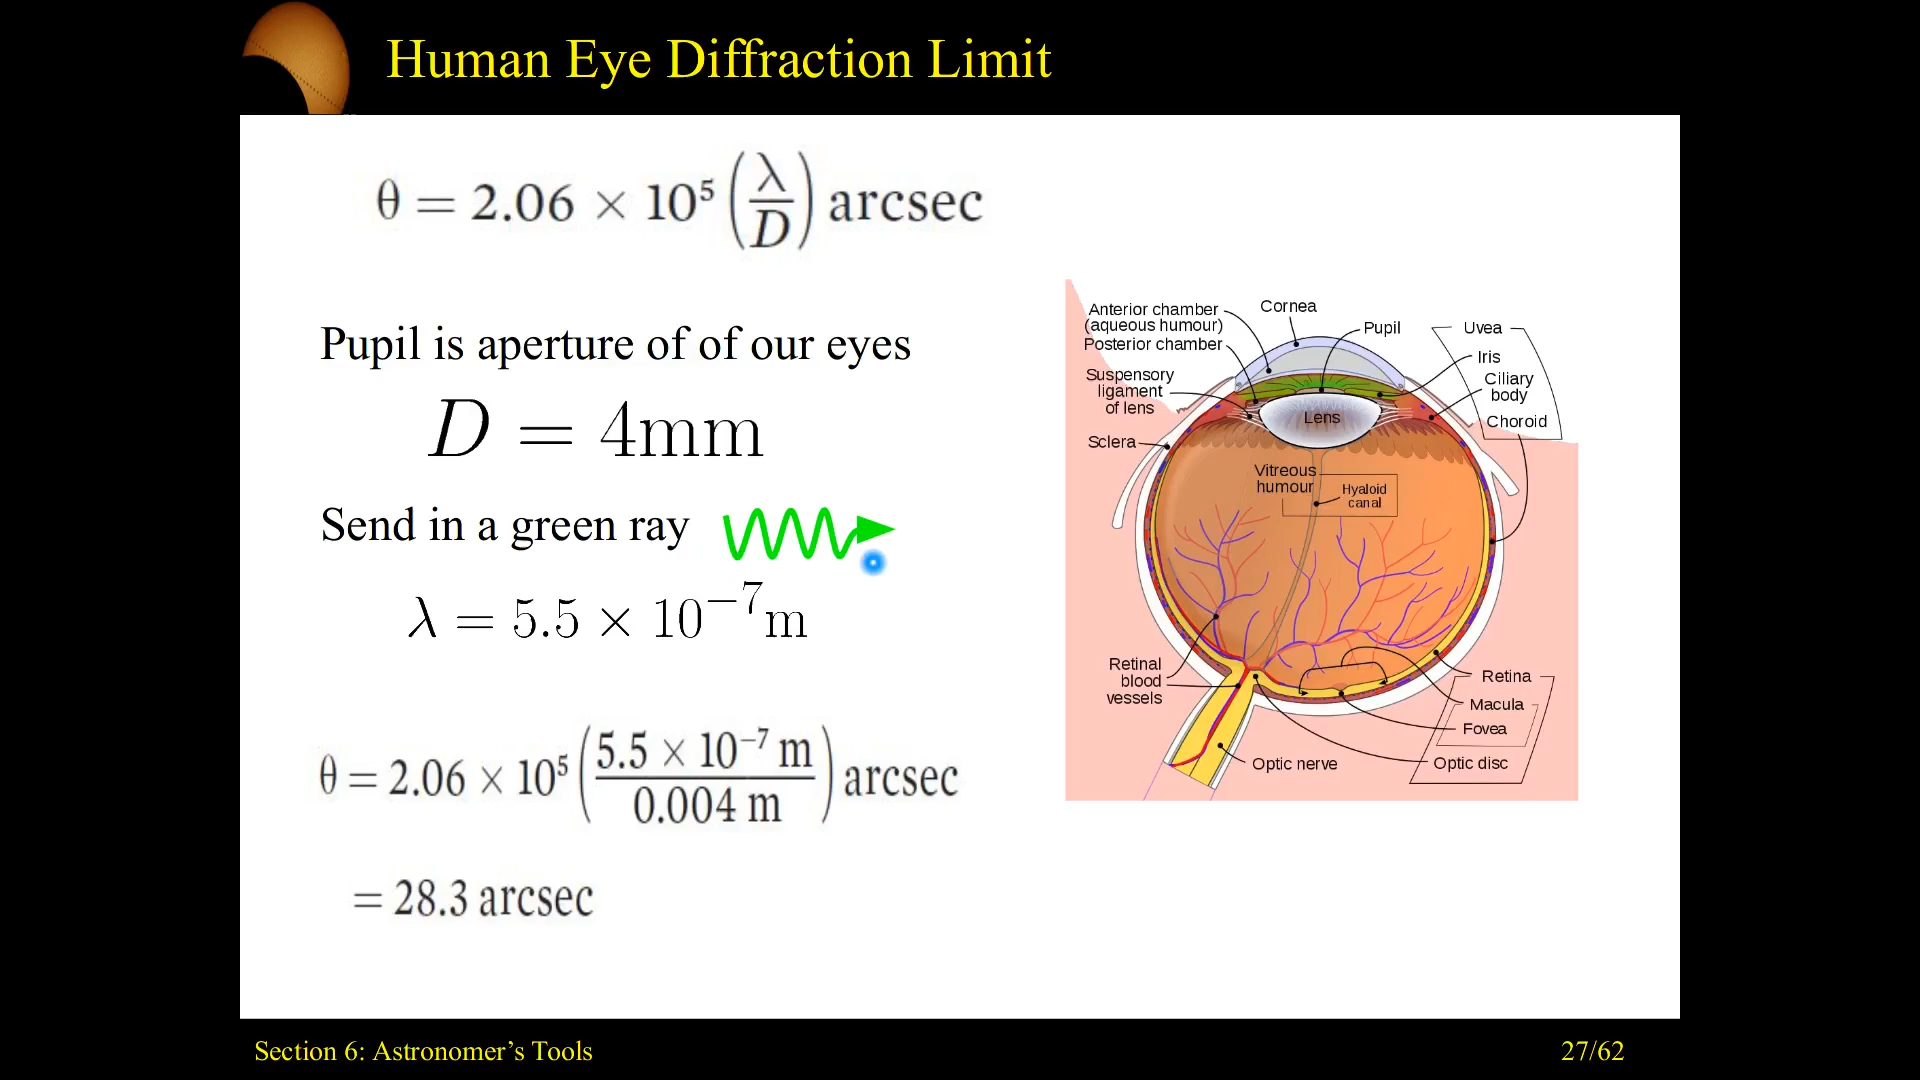 Human Eye Diffraction Limit
θ = 2.06 × 10⁵ (λ/D) arcsec
Pupil is aperture of of our eyes
D = 4mm
Send in a green ray
λ = 5.5 × 10⁻⁷m
θ = 2.06 × 10⁵ (5.5 × 10⁻⁷ m / 0.004 m) arcsec
= 28.3 arcsec
Anterior chamber
(aqueous humour)
Posterior chamber
Suspensory
ligament
of lens
Sclera
Cornea
Pupil
Uvea
Iris
Ciliary
body
Choroid
Lens
Vitreous
humour
Hyaloid
canal
Retinal
blood
vessels
Optic nerve
Retina
Macula
Fovea
Optic disc
Section 6: Astronomer’s Tools
27/62